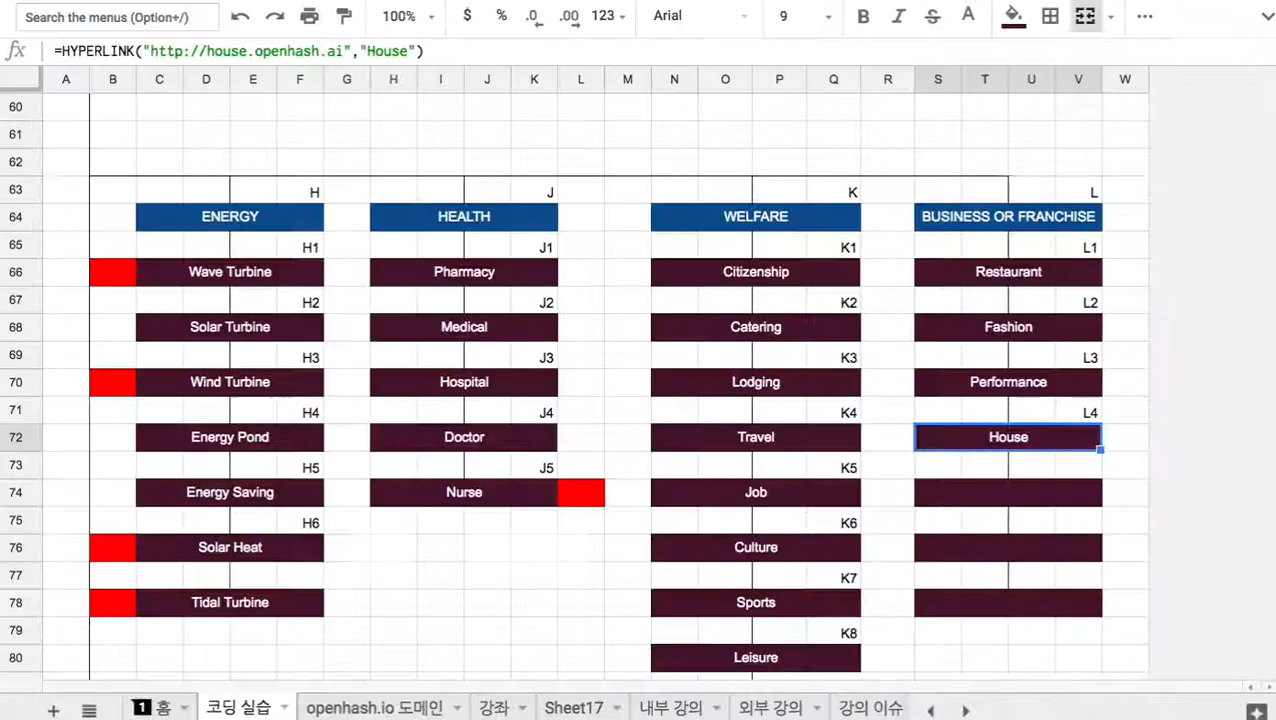 Search the menus (Option+/)
100% $ % .0 .00 123 Arial 9 B I S A
fx =HYPERLINK("http://house.openhash.ai","House")
A B C D E F G H I J K L M N O P Q R S T U V W
60
61
62
63 H J K L
64 ENERGY HEALTH WELFARE BUSINESS OR FRANCHISE
65 H1 J1 K1 L1
66 Wave Turbine Pharmacy Citizenship Restaurant
67 H2 J2 K2 L2
68 Solar Turbine Medical Catering Fashion
69 H3 J3 K3 L3
70 Wind Turbine Hospital Lodging Performance
71 H4 J4 K4 L4
72 Energy Pond Doctor Travel House
73 H5 J5 K5
74 Energy Saving Nurse Job
75 H6 K6
76 Solar Heat Culture
77 K7
78 Tidal Turbine Sports
79 K8
80 Leisure
1 홈 코딩 실습 openhash.io 도메인 강좌 Sheet17 내부 강의 외부 강의 강의 이슈